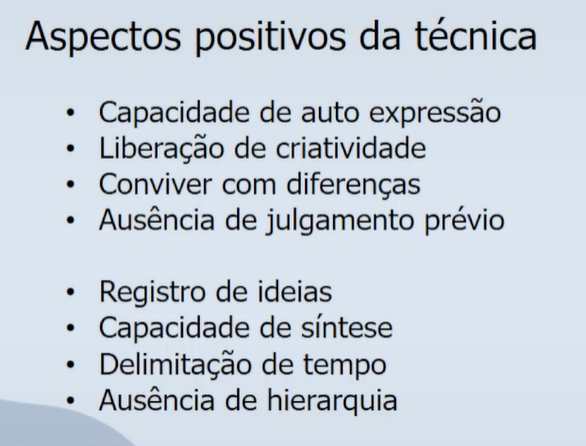 Aspectos positivos da técnica
• Capacidade de auto expressão
• Liberação de criatividade
• Conviver com diferenças
• Ausência de julgamento prévio
• Registro de ideias
• Capacidade de síntese
• Delimitação de tempo
• Ausência de hierarquia